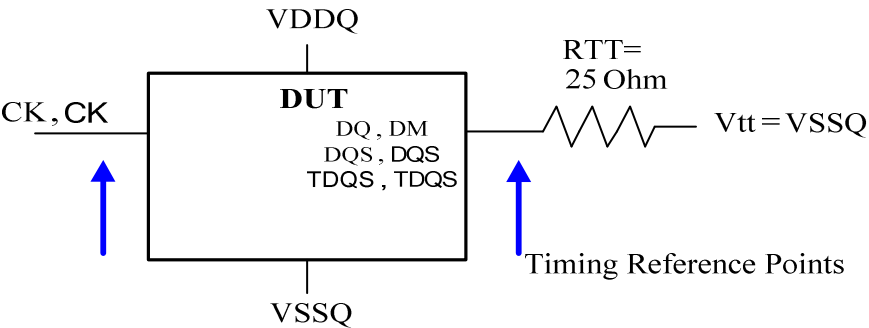 VDDQ
RTT=
25 Ohm
DUT
CK , CK
DQ , DM
DQS , DQS
TDQS , TDQS
Vtt = VSSQ
Timing Reference Points
VSSQ